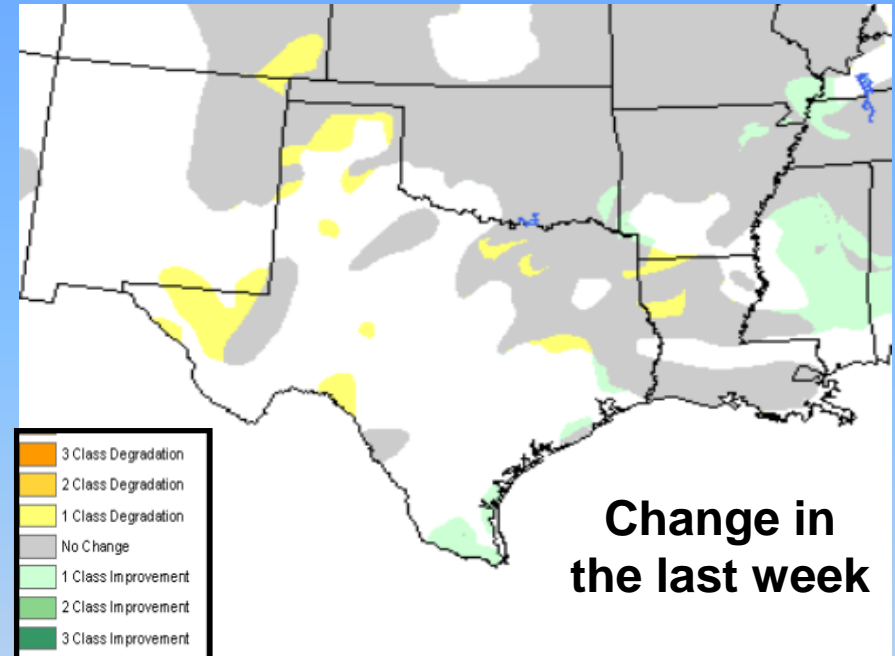 3 Class Degradation
2 Class Degradation
1 Class Degradation
No Change
1 Class Improvement
2 Class Improvement
3 Class Improvement
Change in
the last week